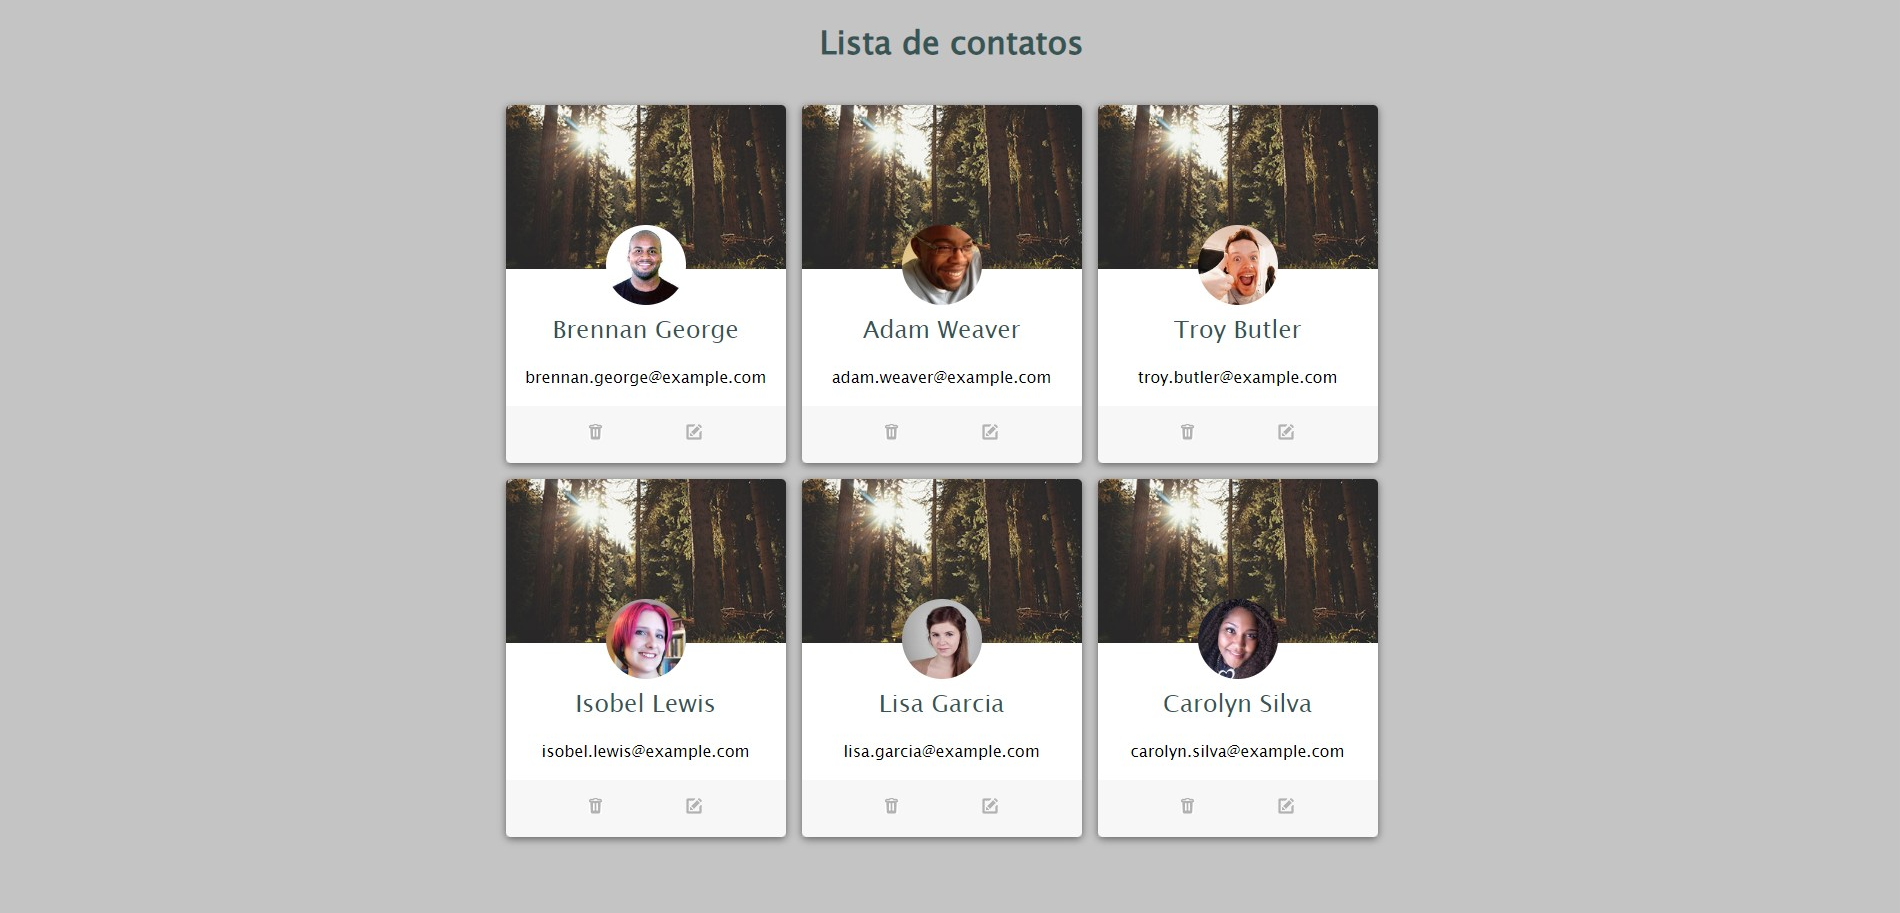 Lista de contatos
Brennan George
brennan.george@example.com
Adam Weaver
adam.weaver@example.com
Troy Butler
troy.butler@example.com
Isobel Lewis
isobel.lewis@example.com
Lisa Garcia
lisa.garcia@example.com
Carolyn Silva
carolyn.silva@example.com